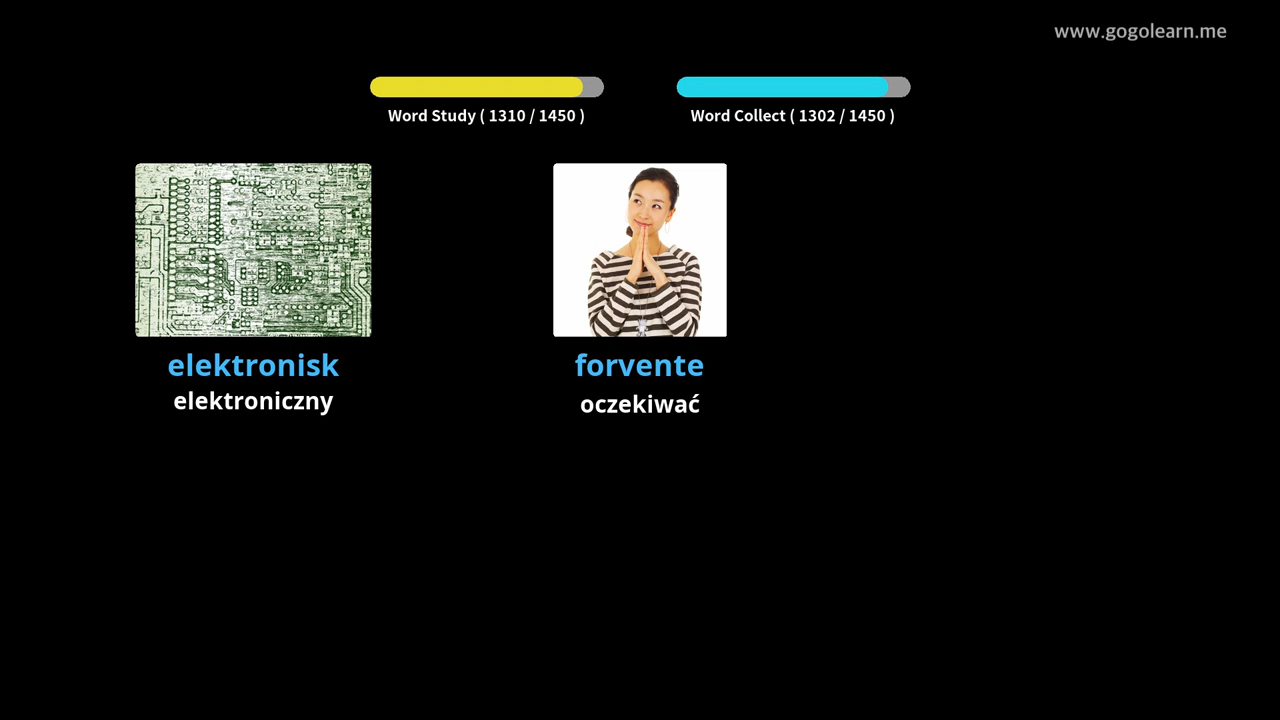 www.gogolearn.me
Word Study ( 1310 / 1450 )
Word Collect ( 1302 / 1450 )
elektronisk
elektroniczny
forvente
oczekiwać